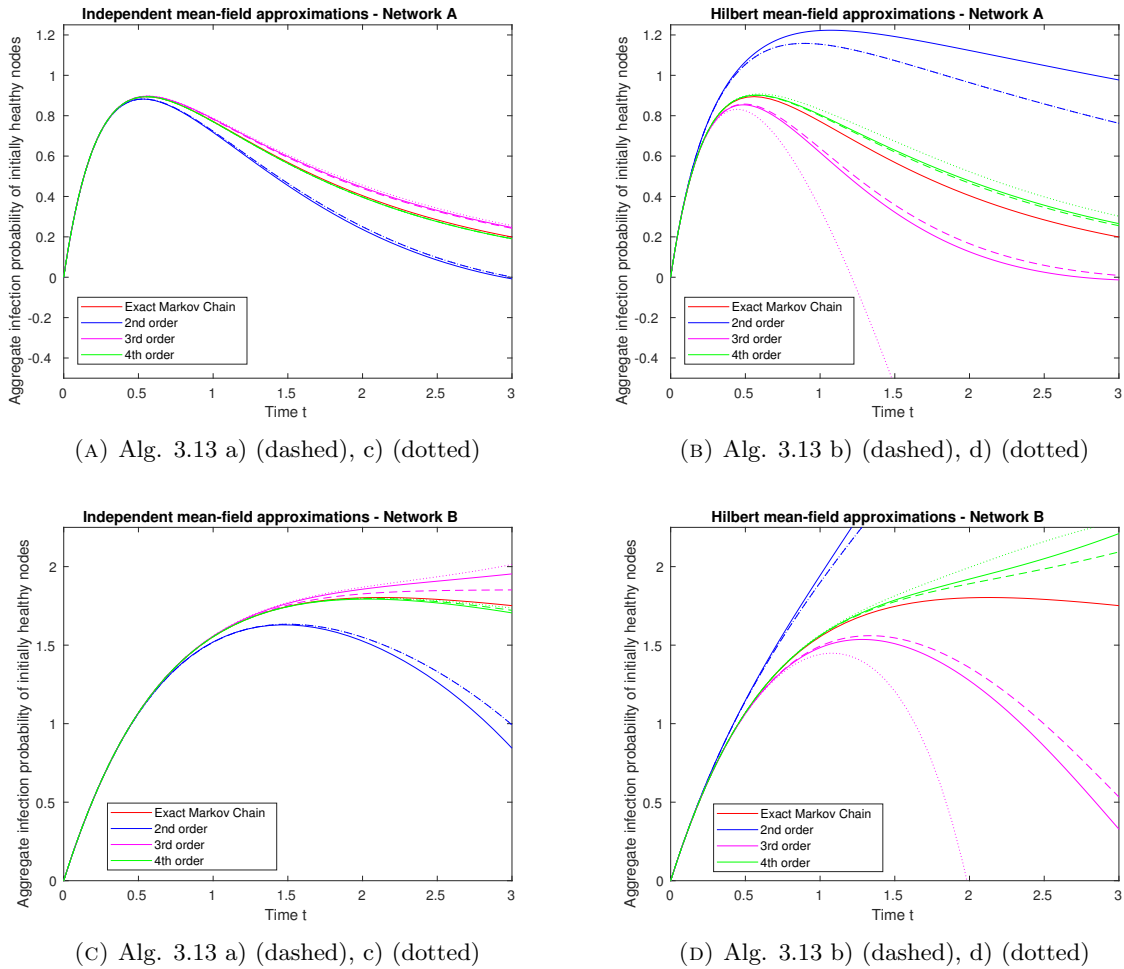 Independent mean-field approximations - Network A
Aggregate infection probability of initially healthy nodes
1.2
1
0.8
0.6
0.4
0.2
0
-0.2
-0.4
Exact Markov Chain
2nd order
3rd order
4th order
0 0.5 1 1.5 2 2.5 3
Time t
(A) Alg. 3.13 a) (dashed), c) (dotted)
Hilbert mean-field approximations - Network A
Aggregate infection probability of initially healthy nodes
1.2
1
0.8
0.6
0.4
0.2
0
-0.2
-0.4
Exact Markov Chain
2nd order
3rd order
4th order
0 0.5 1 1.5 2 2.5 3
Time t
(B) Alg. 3.13 b) (dashed), d) (dotted)
Independent mean-field approximations - Network B
Aggregate infection probability of initially healthy nodes
2
1.5
1
0.5
0
Exact Markov Chain
2nd order
3rd order
4th order
0 0.5 1 1.5 2 2.5 3
Time t
(C) Alg. 3.13 a) (dashed), c) (dotted)
Hilbert mean-field approximations - Network B
Aggregate infection probability of initially healthy nodes
2
1.5
1
0.5
0
Exact Markov Chain
2nd order
3rd order
4th order
0 0.5 1 1.5 2 2.5 3
Time t
(D) Alg. 3.13 b) (dashed), d) (dotted)